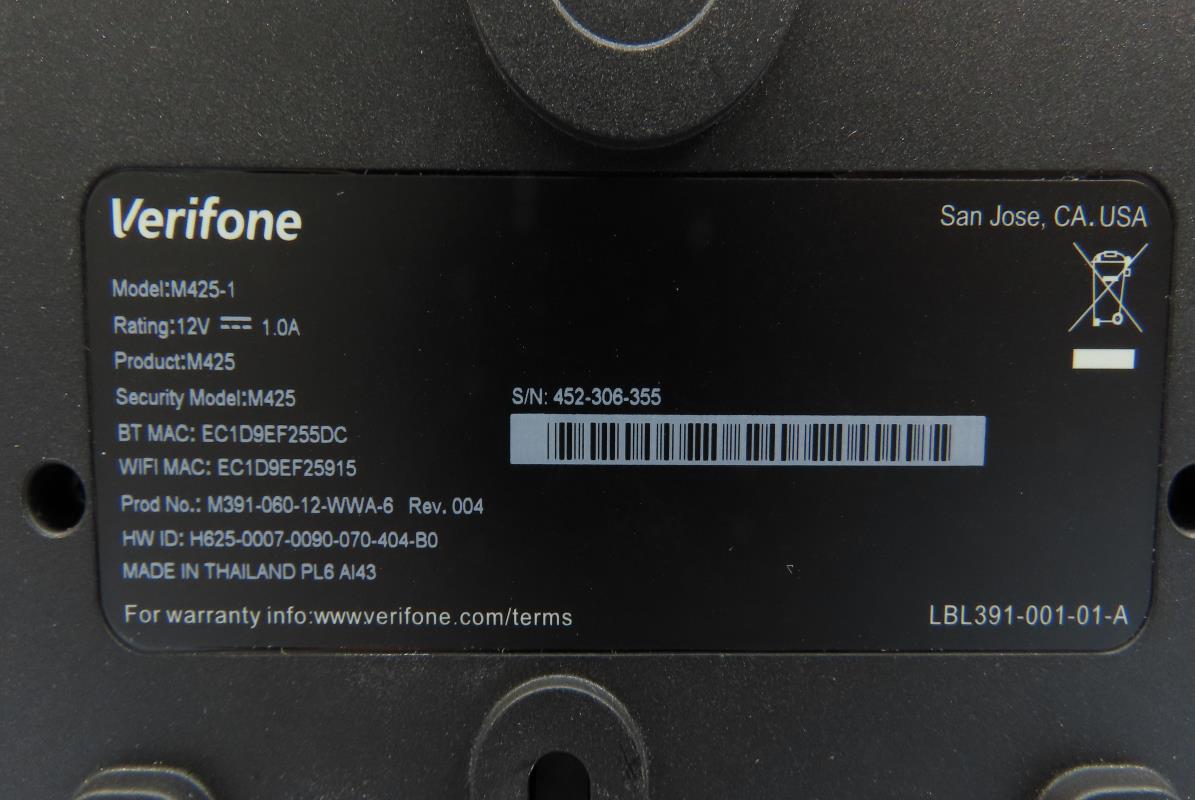 Verifone
San Jose, CA. USA
Model:M425-1
Rating:12V ⎓ 1.0A
Product:M425
Security Model:M425
S/N: 452-306-355
BT MAC: EC1D9EF255DC
WIFI MAC: EC1D9EF25915
Prod No.: M391-060-12-WWA-6 Rev. 004
HW ID: H625-0007-0090-070-404-B0
MADE IN THAILAND PL6 AI43
For warranty info:www.verifone.com/terms
LBL391-001-01-A